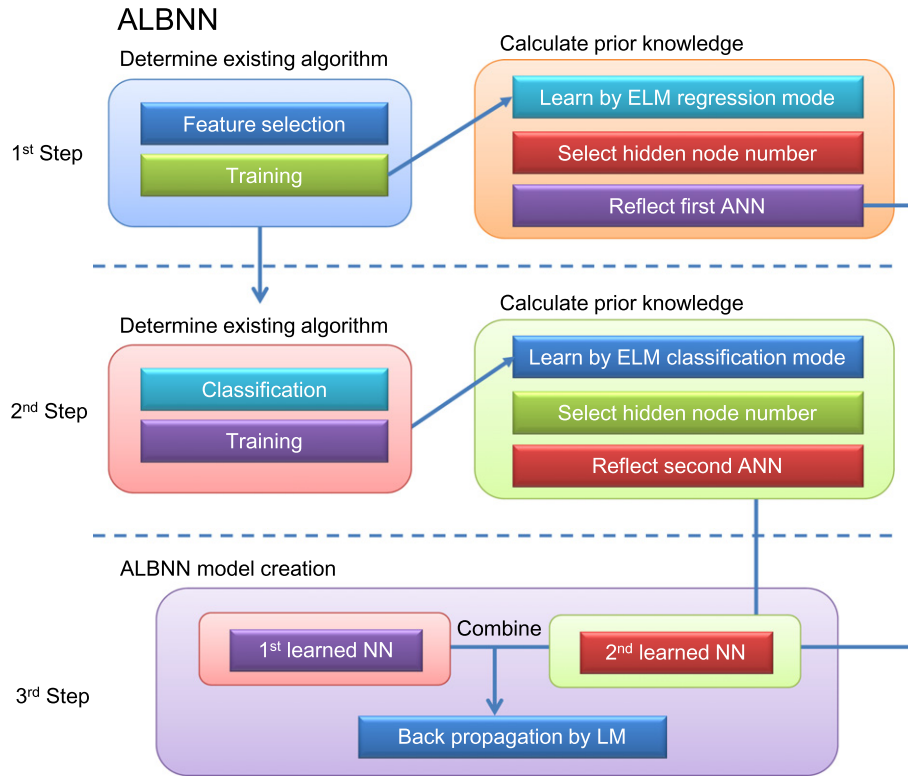 ALBNN
Determine existing algorithm
Calculate prior knowledge
1st Step
Feature selection
Training
Learn by ELM regression mode
Select hidden node number
Reflect first ANN
Determine existing algorithm
Calculate prior knowledge
2nd Step
Classification
Training
Learn by ELM classification mode
Select hidden node number
Reflect second ANN
ALBNN model creation
3rd Step
1st learned NN
Combine
2nd learned NN
Back propagation by LM